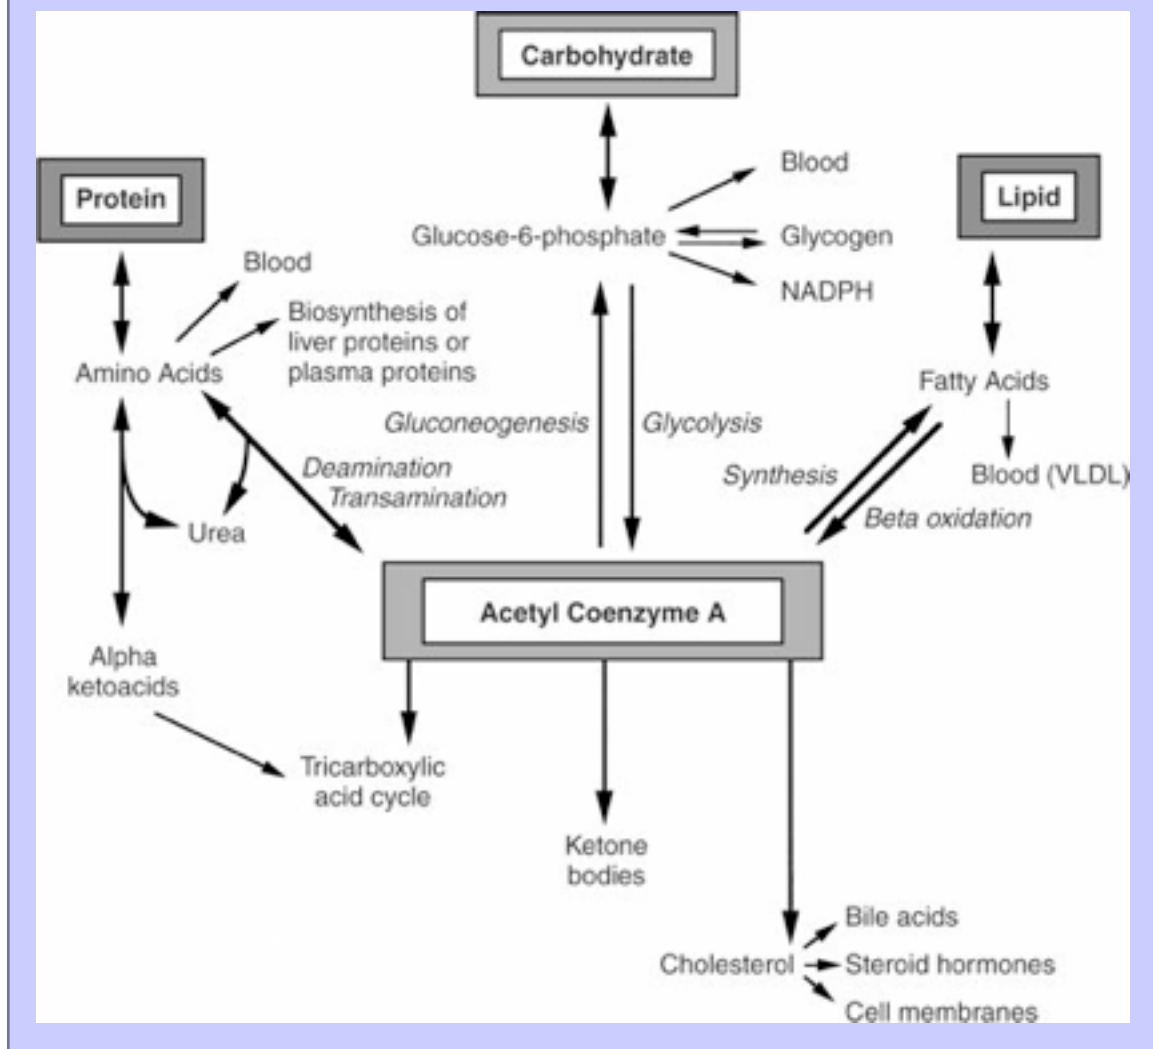 Carbohydrate
Protein
Blood
Lipid
Glucose-6-phosphate
Glycogen
NADPH
Blood
Biosynthesis of
liver proteins or
plasma proteins
Amino Acids
Fatty Acids
Gluconeogenesis
Glycolysis
Deamination
Transamination
Synthesis
Blood (VLDL)
Beta oxidation
Urea
Acetyl Coenzyme A
Alpha
ketoacids
Tricarboxylic
acid cycle
Ketone
bodies
Bile acids
Cholesterol
Steroid hormones
Cell membranes